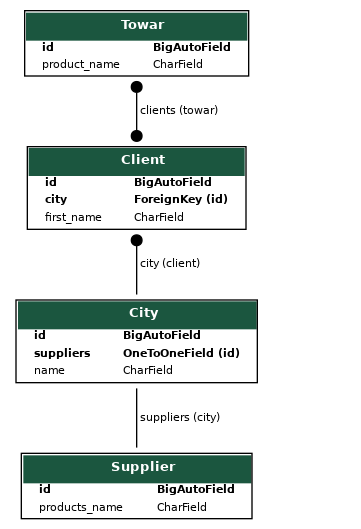 Towar
id BigAutoField
product_name CharField
clients (towar)
Client
id BigAutoField
city ForeignKey (id)
first_name CharField
city (client)
City
id BigAutoField
suppliers OneToOneField (id)
name CharField
suppliers (city)
Supplier
id BigAutoField
products_name CharField